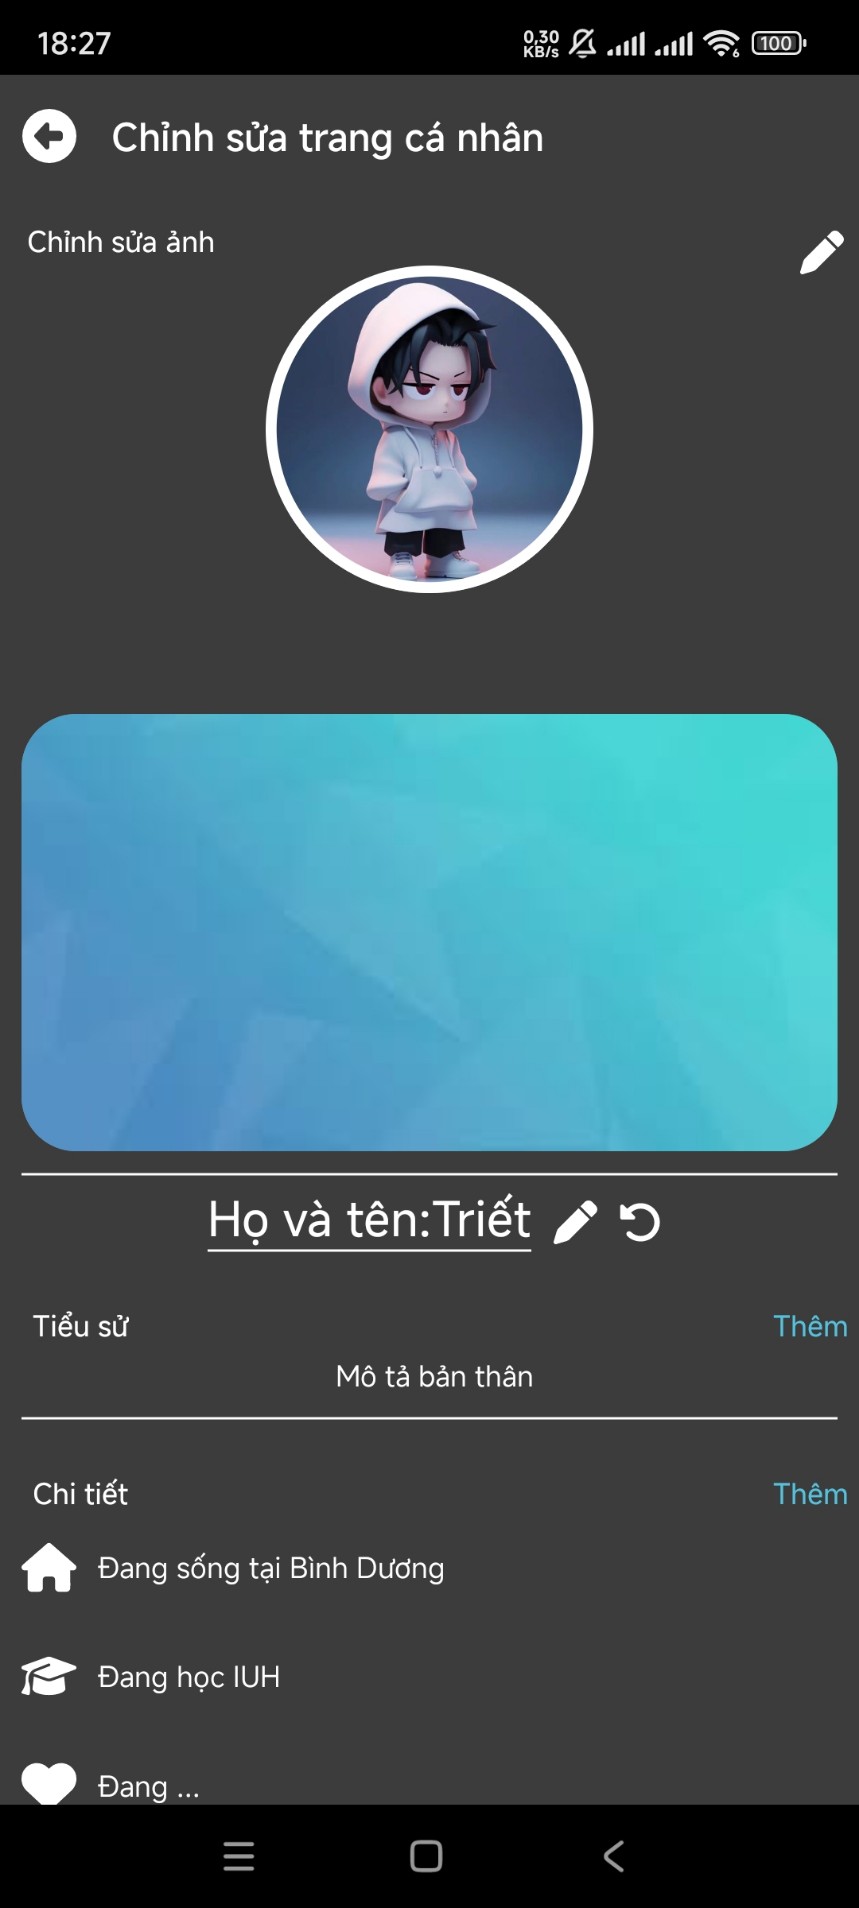 18:27
0,30
KB/s
6
100
Chỉnh sửa trang cá nhân
Chỉnh sửa ảnh
Họ và tên:Triết
Tiểu sử
Thêm
Mô tả bản thân
Chi tiết
Thêm
Đang sống tại Bình Dương
Đang học IUH
Đang ...